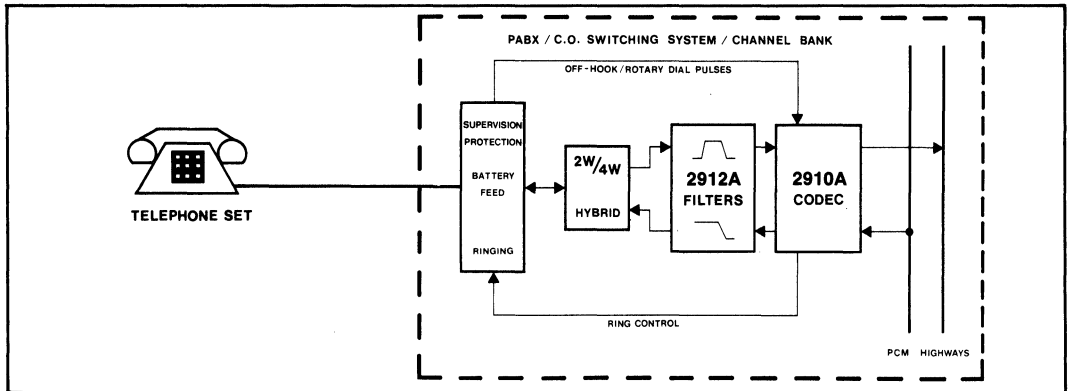 PABX / C.O. SWITCHING SYSTEM / CHANNEL BANK
OFF-HOOK/ROTARY DIAL PULSES
SUPERVISION
PROTECTION
BATTERY
FEED
RINGING
2W/4W
HYBRID
2912A
FILTERS
2910A
CODEC
TELEPHONE SET
RING CONTROL
PCM HIGHWAYS